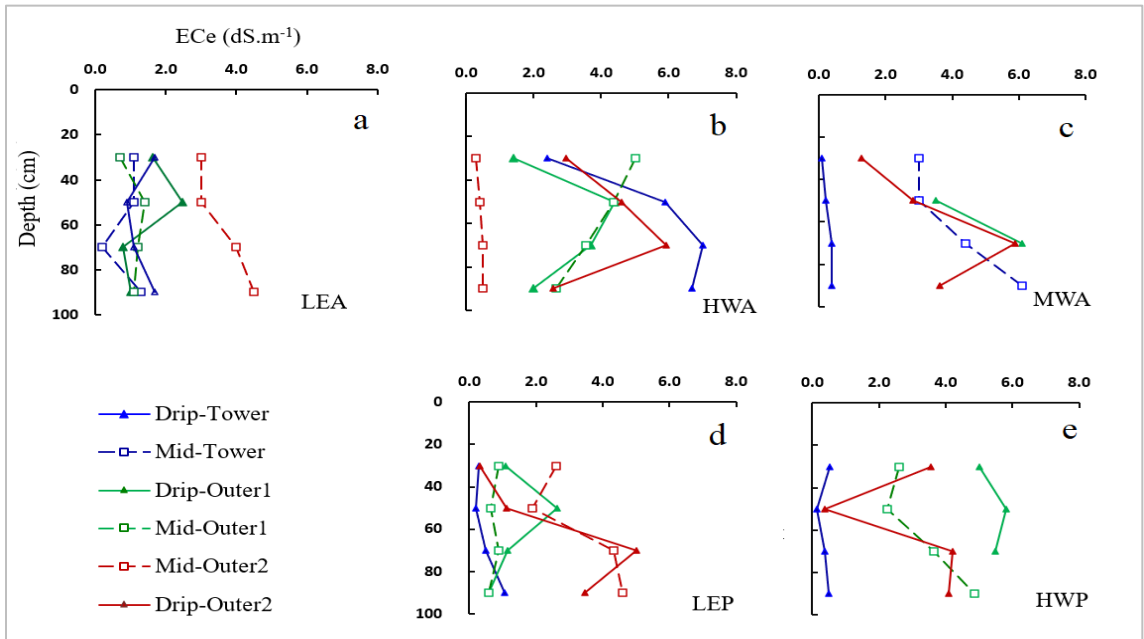 ECe (dS.m⁻¹)
0.0 2.0 4.0 6.0 8.0
0.0 2.0 4.0 6.0 8.0
0.0 2.0 4.0 6.0 8.0
Depth (cm)
0
20
40
60
80
100
a
b
c
LEA
HWA
MWA
0.0 2.0 4.0 6.0 8.0
0.0 2.0 4.0 6.0 8.0
0
20
40
60
80
100
d
e
LEP
HWP
Drip-Tower
Mid-Tower
Drip-Outer1
Mid-Outer1
Mid-Outer2
Drip-Outer2